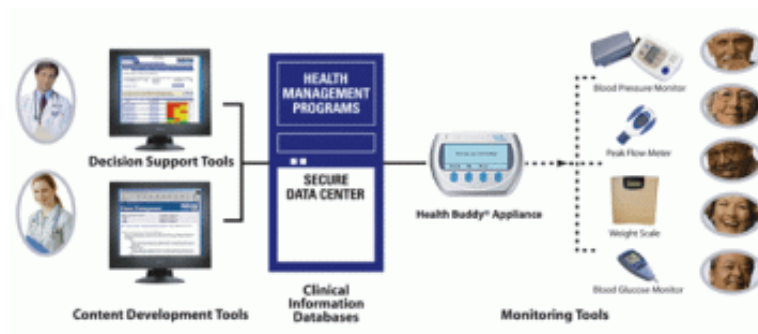 HEALTH
MANAGEMENT
PROGRAMS
SECURE
DATA CENTER
Decision Support Tools
Content Development Tools
Clinical
Information
Databases
Health Buddy® Appliance
Blood Pressure Monitor
Peak Flow Meter
Weight Scale
Blood Glucose Monitor
Monitoring Tools